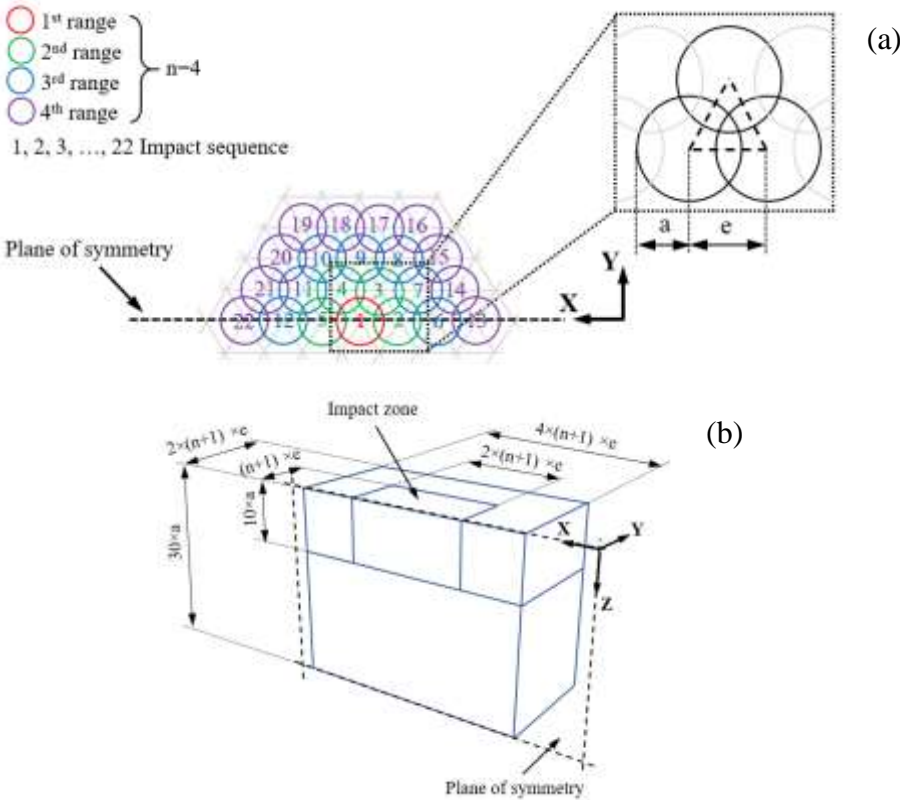 (a)
1st range
2nd range
3rd range
4th range
n=4
1, 2, 3, …, 22 Impact sequence
a
e
19 18 17 16
20 10 9 8 15
21 11 4 3 7 14
22 12 5 1 2 6 13
Plane of symmetry
Y
X
(b)
Impact zone
2×(n+1) ×e
4×(n+1) ×e
(n+1) ×e
2×(n+1) ×e
10×a
30×a
X
Y
Z
Plane of symmetry